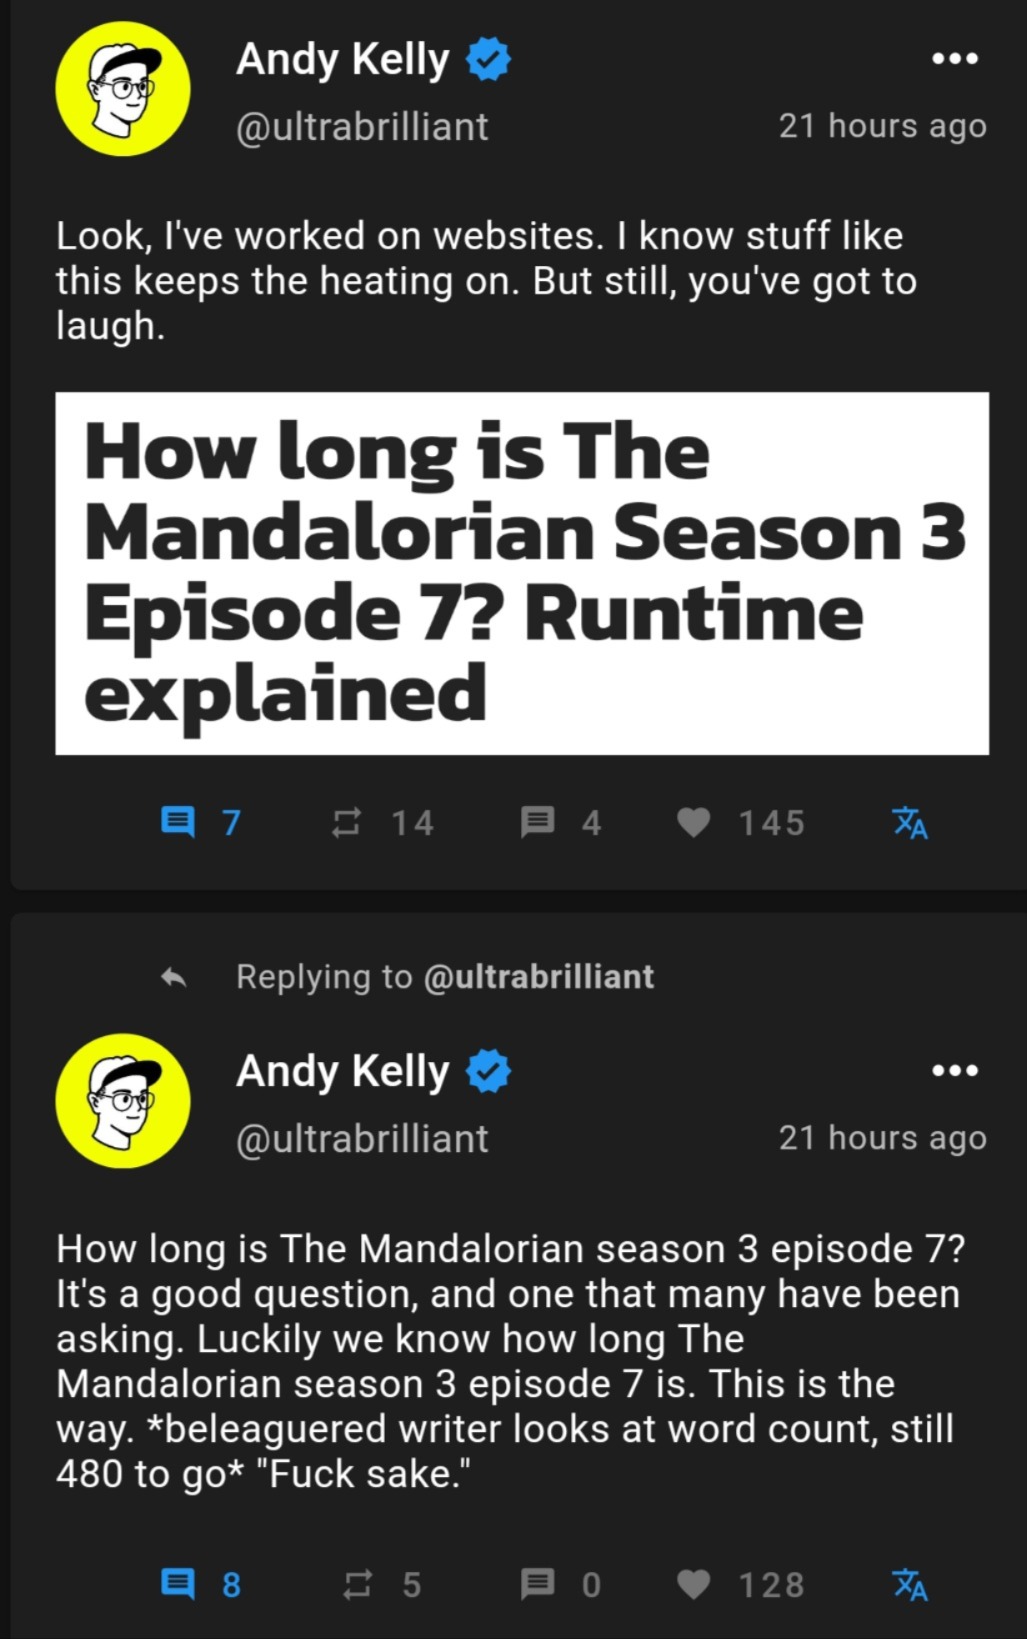 Andy Kelly
@ultrabrilliant
21 hours ago
Look, I've worked on websites. I know stuff like
this keeps the heating on. But still, you've got to
laugh.
How long is The
Mandalorian Season 3
Episode 7? Runtime
explained
7 14 4 145
Replying to @ultrabrilliant
Andy Kelly
@ultrabrilliant
21 hours ago
How long is The Mandalorian season 3 episode 7?
It's a good question, and one that many have been
asking. Luckily we know how long The
Mandalorian season 3 episode 7 is. This is the
way. *beleaguered writer looks at word count, still
480 to go* "Fuck sake."
8 5 0 128